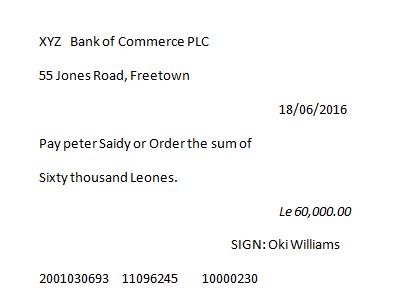 XYZ Bank of Commerce PLC
55 Jones Road, Freetown
18/06/2016
Pay peter Saidy or Order the sum of
Sixty thousand Leones.
Le 60,000.00
SIGN: Oki Williams
2001030693 11096245 10000230